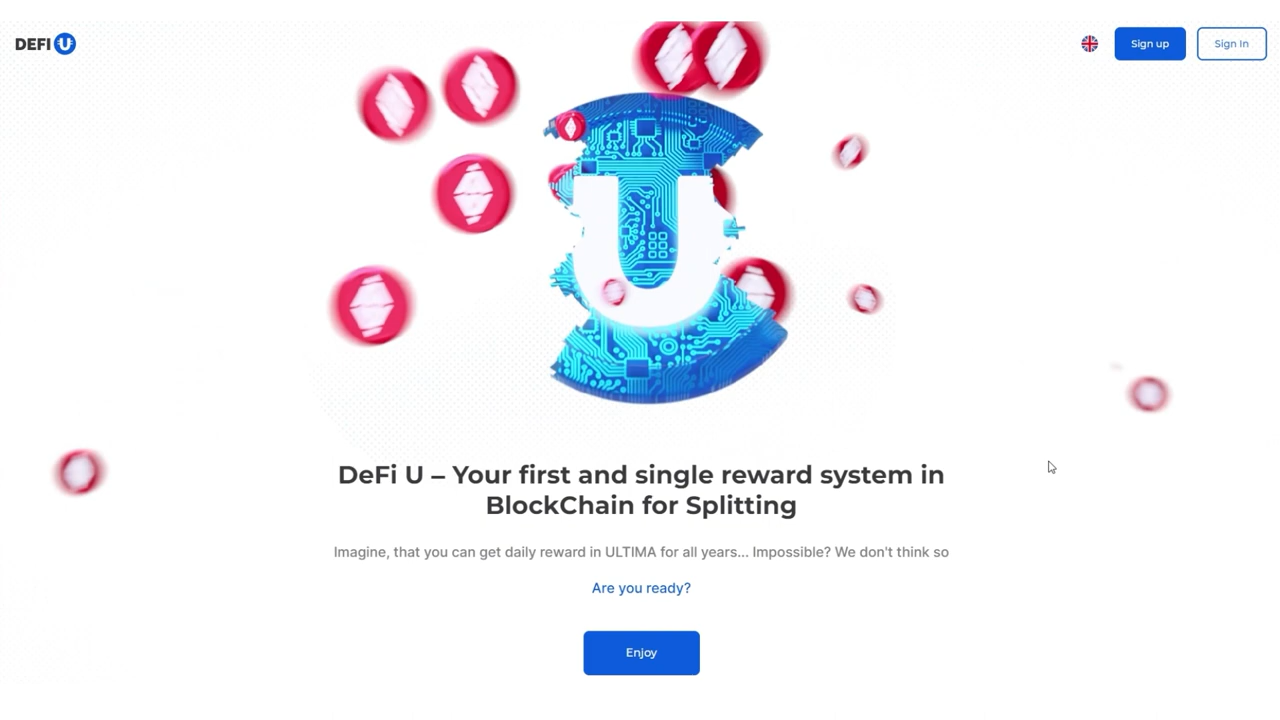 DEFI U
Sign up
Sign In
U
DeFi U – Your first and single reward system in
BlockChain for Splitting
Imagine, that you can get daily reward in ULTIMA for all years... Impossible? We don't think so
Are you ready?
Enjoy